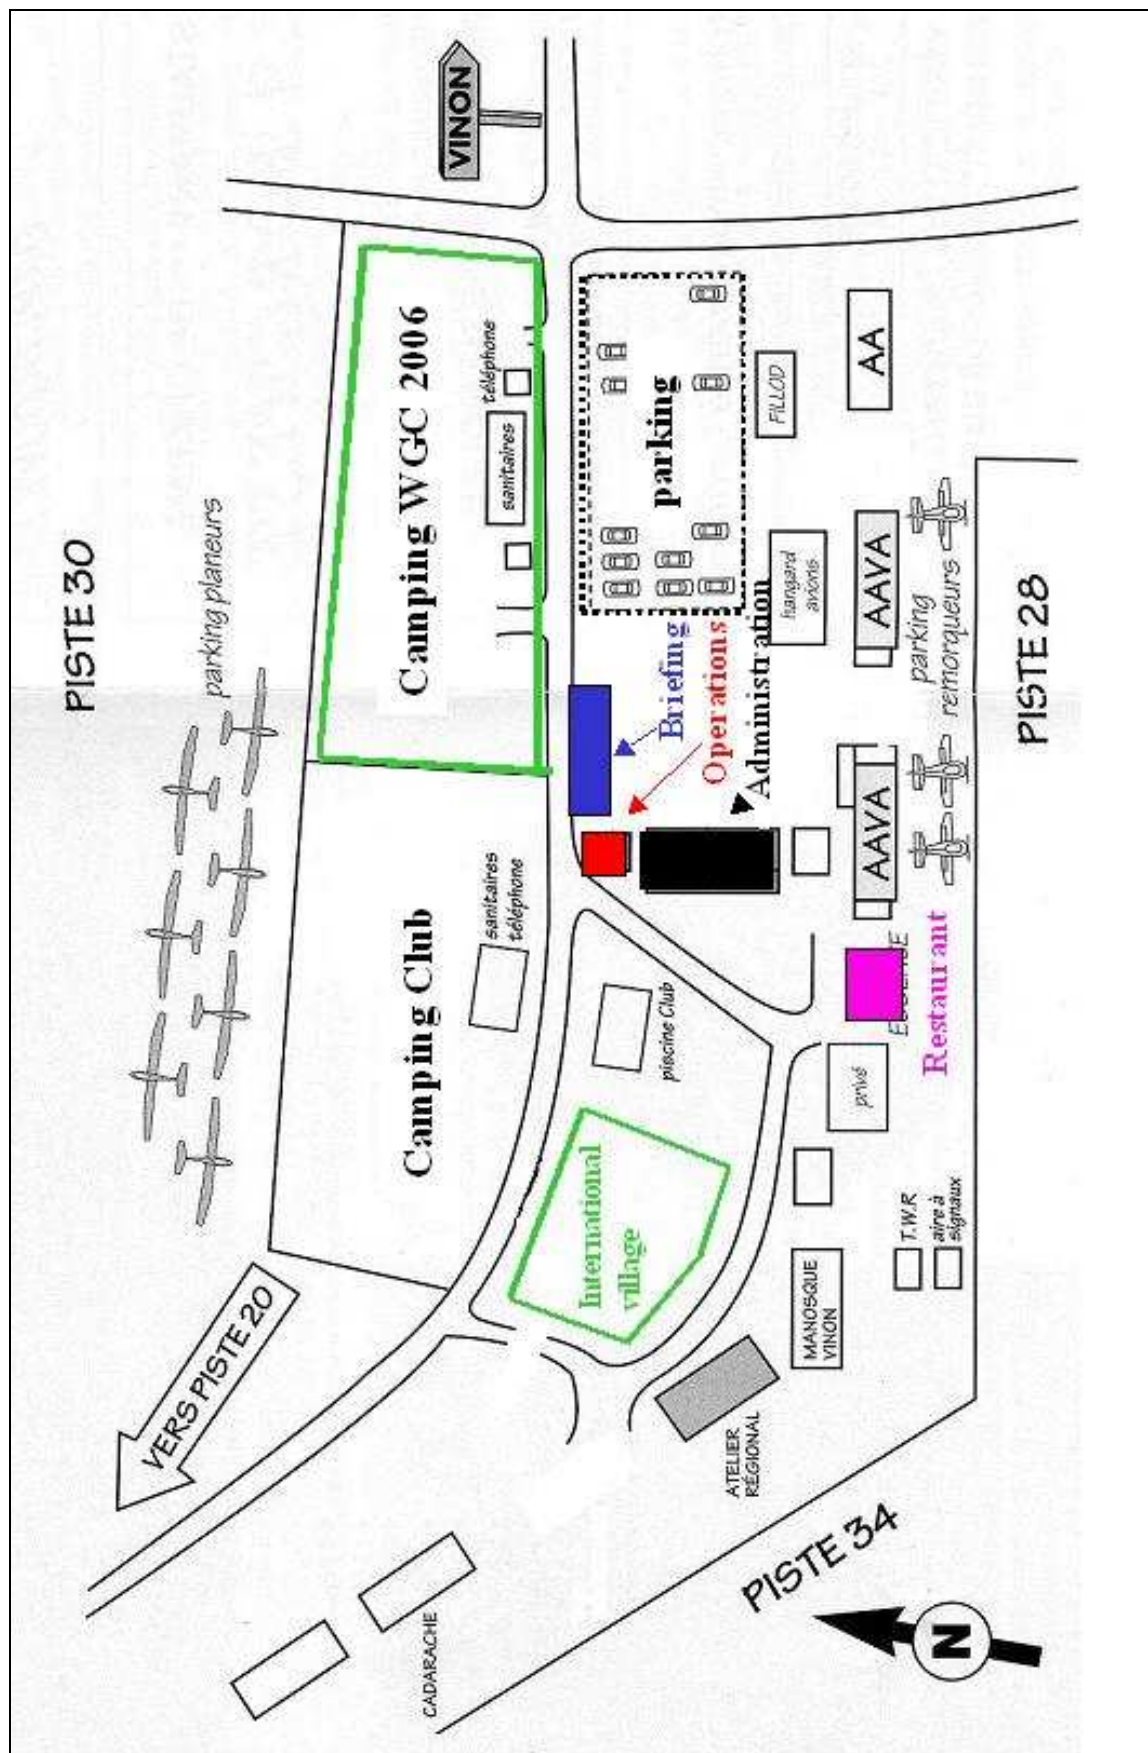 PISTE 30
parking planeurs
VERS PISTE 20
VINON
Camping WGC 2006
téléphone
sanitaires
Camping Club
sanitaires
téléphone
CADARACHE
International
village
piscine Club
Briefing
Operations
Administration
parking
FILLOD
hangard
avions
AA
AAVA
AAVA
parking
remorqueurs
Restaurant
privé
T.W.R
aire à
signaux
MANOSQUE
VINON
ATELIER
RÉGIONAL
PISTE 34
PISTE 28
N